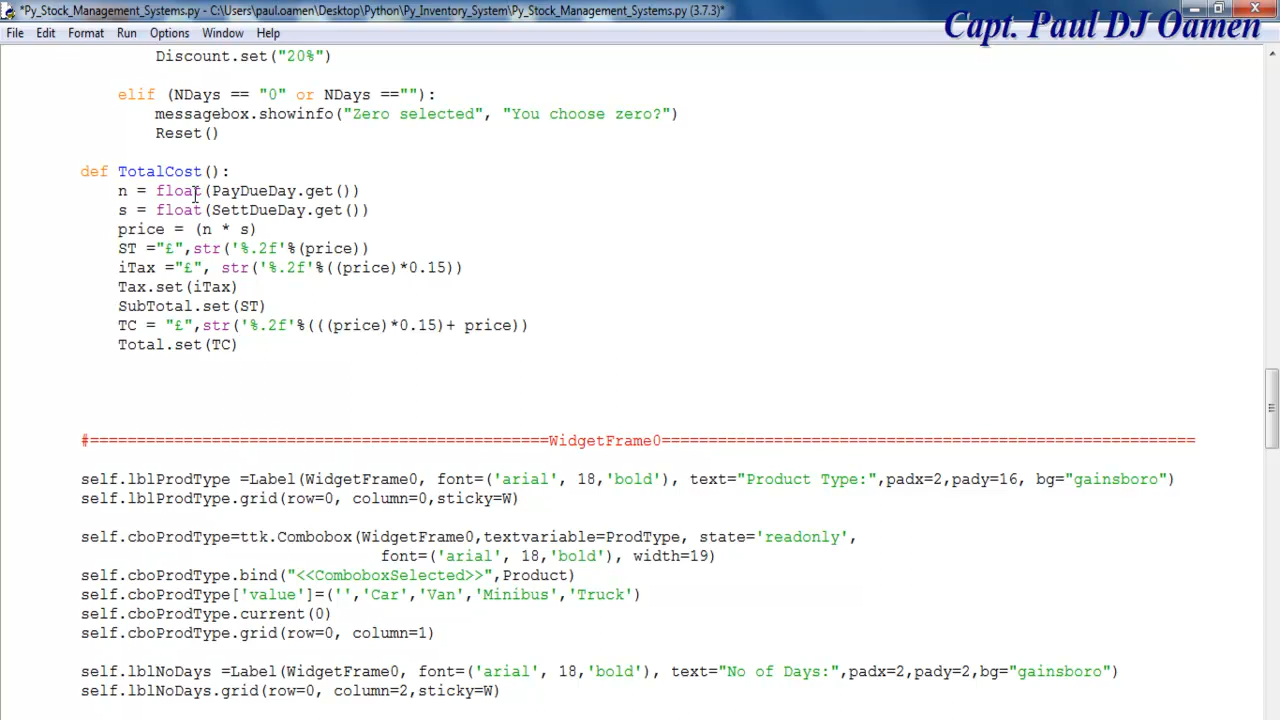 *Py_Stock_Management_Systems.py - C:\Users\paul.oamen\Desktop\Python\Py_Inventory_System\Py_Stock_Management_Systems.py (3.7.3)*
Capt. Paul DJ Oamen
File Edit Format Run Options Window Help
Discount.set("20%")
elif (NDays == "0" or NDays ==""):
messagebox.showinfo("Zero selected", "You choose zero?")
Reset()
def TotalCost():
n = float(PayDueDay.get())
s = float(SettDueDay.get())
price = (n * s)
ST ="£",str('%.2f'%(price))
iTax ="£", str('%.2f'%((price)*0.15))
Tax.set(iTax)
SubTotal.set(ST)
TC = "£",str('%.2f'%(((price)*0.15)+ price))
Total.set(TC)
#=================================================WidgetFrame0=========================================================
self.lblProdType =Label(WidgetFrame0, font=('arial', 18,'bold'), text="Product Type:",padx=2,pady=16, bg="gainsboro")
self.lblProdType.grid(row=0, column=0,sticky=W)
self.cboProdType=ttk.Combobox(WidgetFrame0,textvariable=ProdType, state='readonly',
font=('arial', 18,'bold'), width=19)
self.cboProdType.bind("<<ComboboxSelected>>",Product)
self.cboProdType['value']=('','Car','Van','Minibus','Truck')
self.cboProdType.current(0)
self.cboProdType.grid(row=0, column=1)
self.lblNoDays =Label(WidgetFrame0, font=('arial', 18,'bold'), text="No of Days:",padx=2,pady=2,bg="gainsboro")
self.lblNoDays.grid(row=0, column=2,sticky=W)